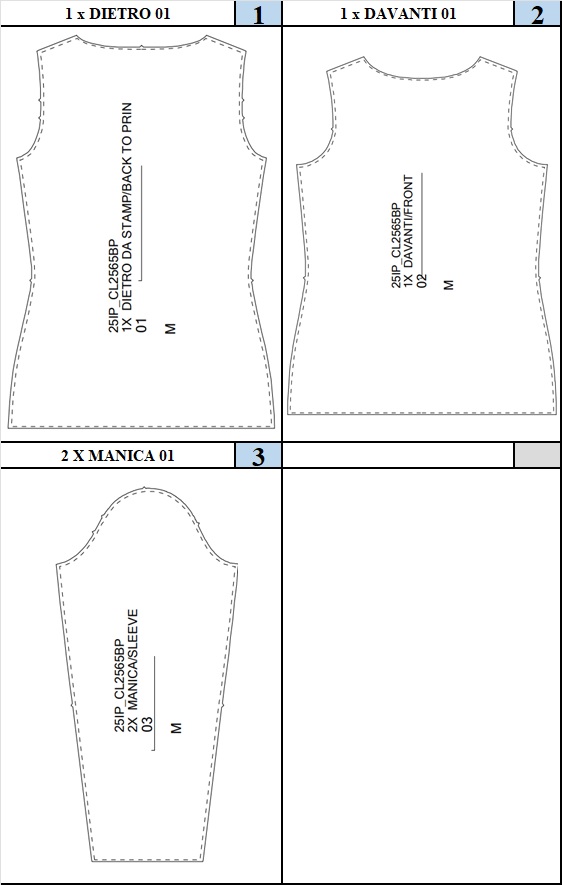 1 x DIETRO 01
1
1 x DAVANTI 01
2
25IP_CL2565BP
1X DIETRO DA STAMP/BACK TO PRIN
01
M
25IP_CL2565BP
1X DAVANTI/FRONT
02
M
2 X MANICA 01
3
25IP_CL2565BP
2X MANICA/SLEEVE
03
M